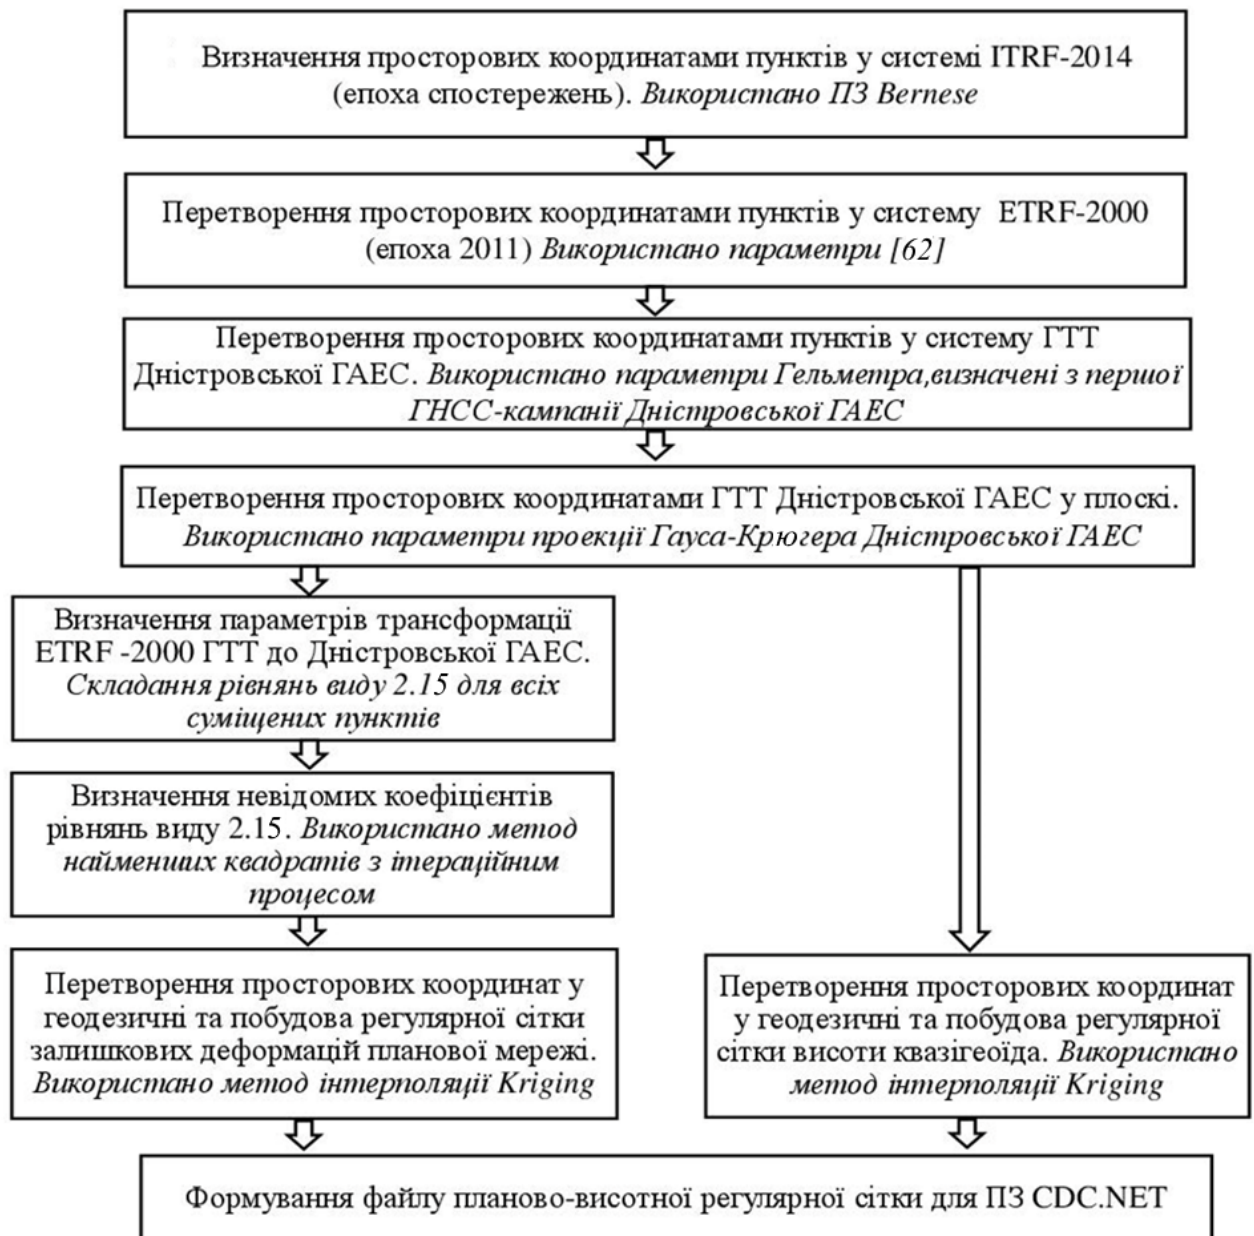 Визначення просторових координатами пунктів у системі ITRF-2014
(епоха спостережень). Використано ПЗ Bernese
Перетворення просторових координатами пунктів у систему ETRF-2000
(епоха 2011) Використано параметри [62]
Перетворення просторових координатами пунктів у систему ГТТ
Дністровської ГАЕС. Використано параметри Гельметра,визначені з першої
ГНСС-кампанії Дністровської ГАЕС
Перетворення просторових координатами ГТТ Дністровської ГАЕС у плоскі.
Використано параметри проекції Гауса-Крюгера Дністровської ГАЕС
Визначення параметрів трансформації
ETRF -2000 ГТТ до Дністровської ГАЕС.
Складання рівнянь виду 2.15 для всіх
суміщених пунктів
Визначення невідомих коефіцієнтів
рівнянь виду 2.15. Використано метод
найменших квадратів з ітераційним
процесом
Перетворення просторових координат у
геодезичні та побудова регулярної сітки
залишкових деформацій планової мережі.
Використано метод інтерполяції Kriging
Перетворення просторових координат
у геодезичні та побудова регулярної
сітки висоти квазігеоїда. Використано
метод інтерполяції Kriging
Формування файлу планово-висотної регулярної сітки для ПЗ CDC.NET